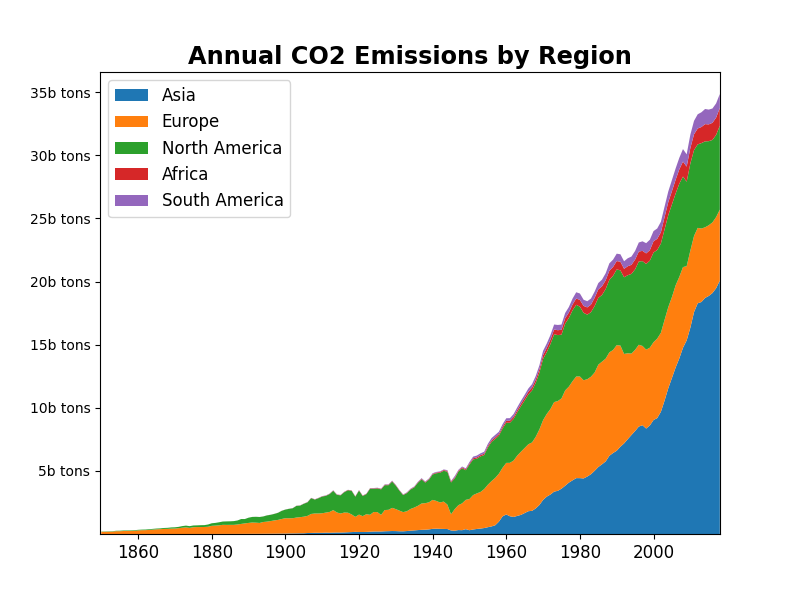 Annual CO2 Emissions by Region
35b tons
30b tons
25b tons
20b tons
15b tons
10b tons
5b tons
Asia
Europe
North America
Africa
South America
1860 1880 1900 1920 1940 1960 1980 2000